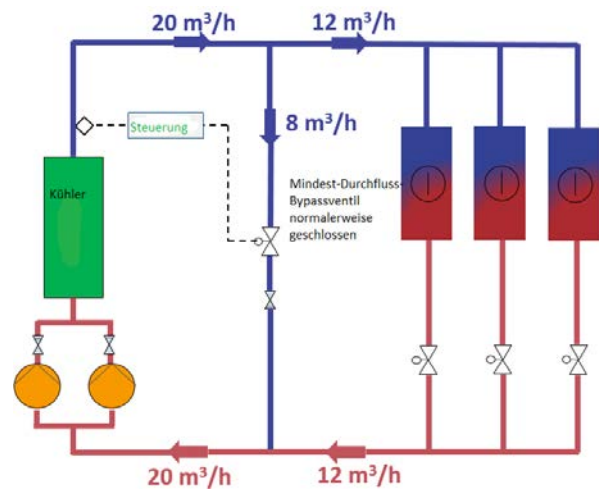 20 m³/h
12 m³/h
Steuerung
8 m³/h
Kühler
Mindest-Durchfluss-
Bypassventil
normalerweise
geschlossen
20 m³/h
12 m³/h